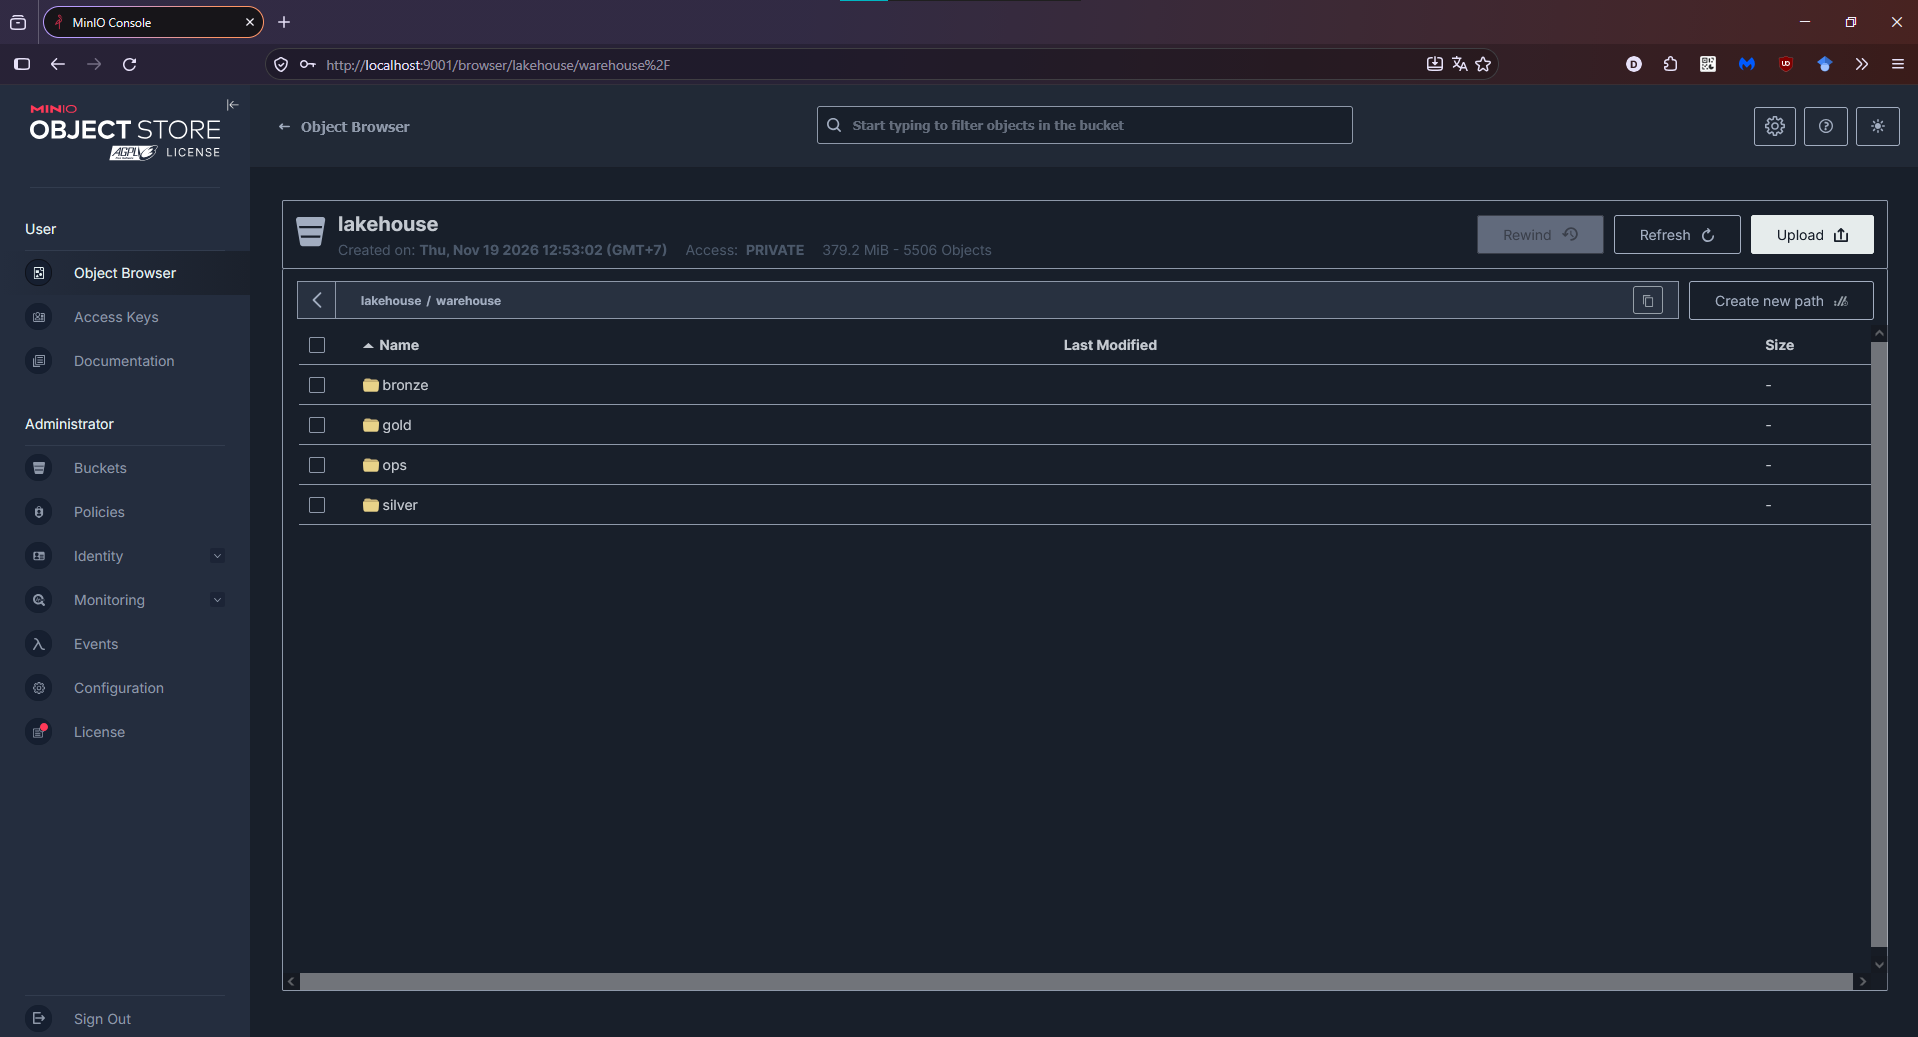 MinIO Console
http://localhost:9001/browser/lakehouse/warehouse%2F
D
UD
MINIO
OBJECT STORE
AGPLV3 LICENSE
Object Browser
Start typing to filter objects in the bucket
User
Object Browser
Access Keys
Documentation
Administrator
Buckets
Policies
Identity
Monitoring
Events
Configuration
License
Sign Out
lakehouse
Created on: Thu, Nov 19 2026 12:53:02 (GMT+7) Access: PRIVATE 379.2 MiB - 5506 Objects
Rewind
Refresh
Upload
lakehouse / warehouse
Create new path
Name Last Modified Size
bronze -
gold -
ops -
silver -